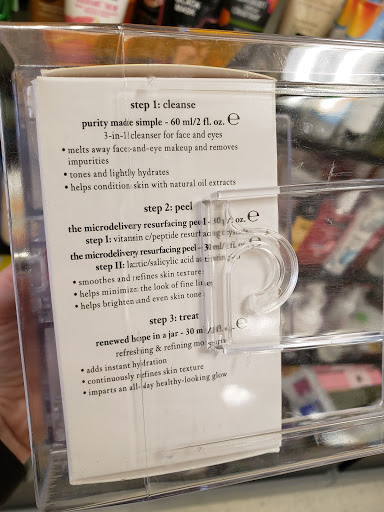 step 1: cleanse
purity made simple - 60 ml/2 fl. oz. ℮
3-in-1 cleanser for face and eyes
• melts away face-and-eye makeup and removes
impurities
• tones and lightly hydrates
• helps condition skin with natural oil extracts
step 2: peel
the microdelivery resurfacing peel - oz. ℮
step I: vitamin c/peptide resurfacing
the microdelivery resurfacing peel - 30 ml/ fl. oz. ℮
step II: lactic/salicylic acid
• smoothes and refines skin texture
• helps minimize the look of fine lines
• helps brighten and even skin tone
step 3: treat
renewed hope in a jar - 30 ml/ fl. ℮
refreshing & refining
• adds instant hydration
• continuously refines skin texture
• imparts an all-day healthy-looking glow